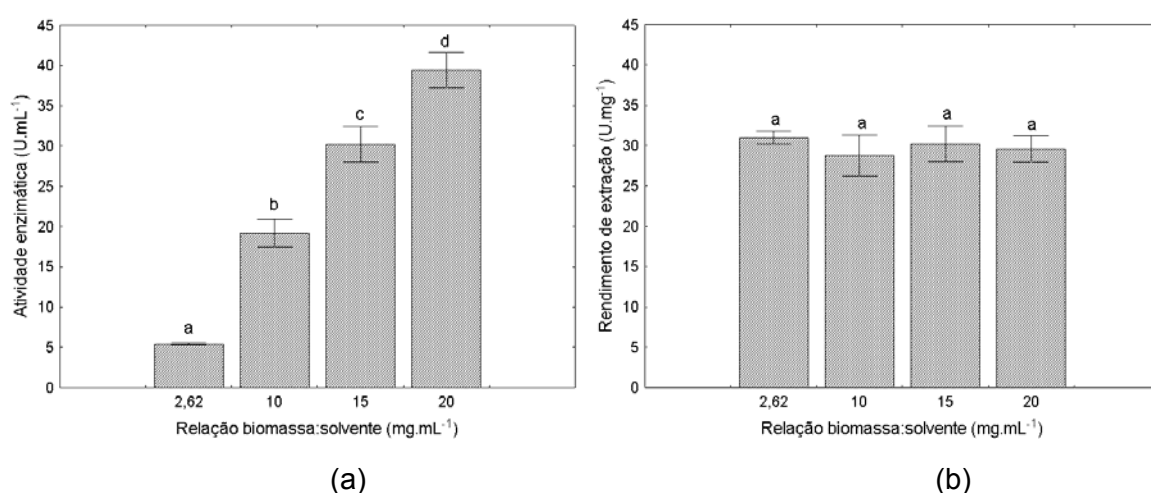 Atividade enzimática (U.mL⁻¹)
45
40
35
30
25
20
15
10
5
0
a
b
c
d
2,62 10 15 20
Relação biomassa:solvente (mg.mL⁻¹)
(a)
Rendimento de extração (U.mg⁻¹)
45
40
35
30
25
20
15
10
5
0
a a a a
2,62 10 15 20
Relação biomassa:solvente (mg.mL⁻¹)
(b)